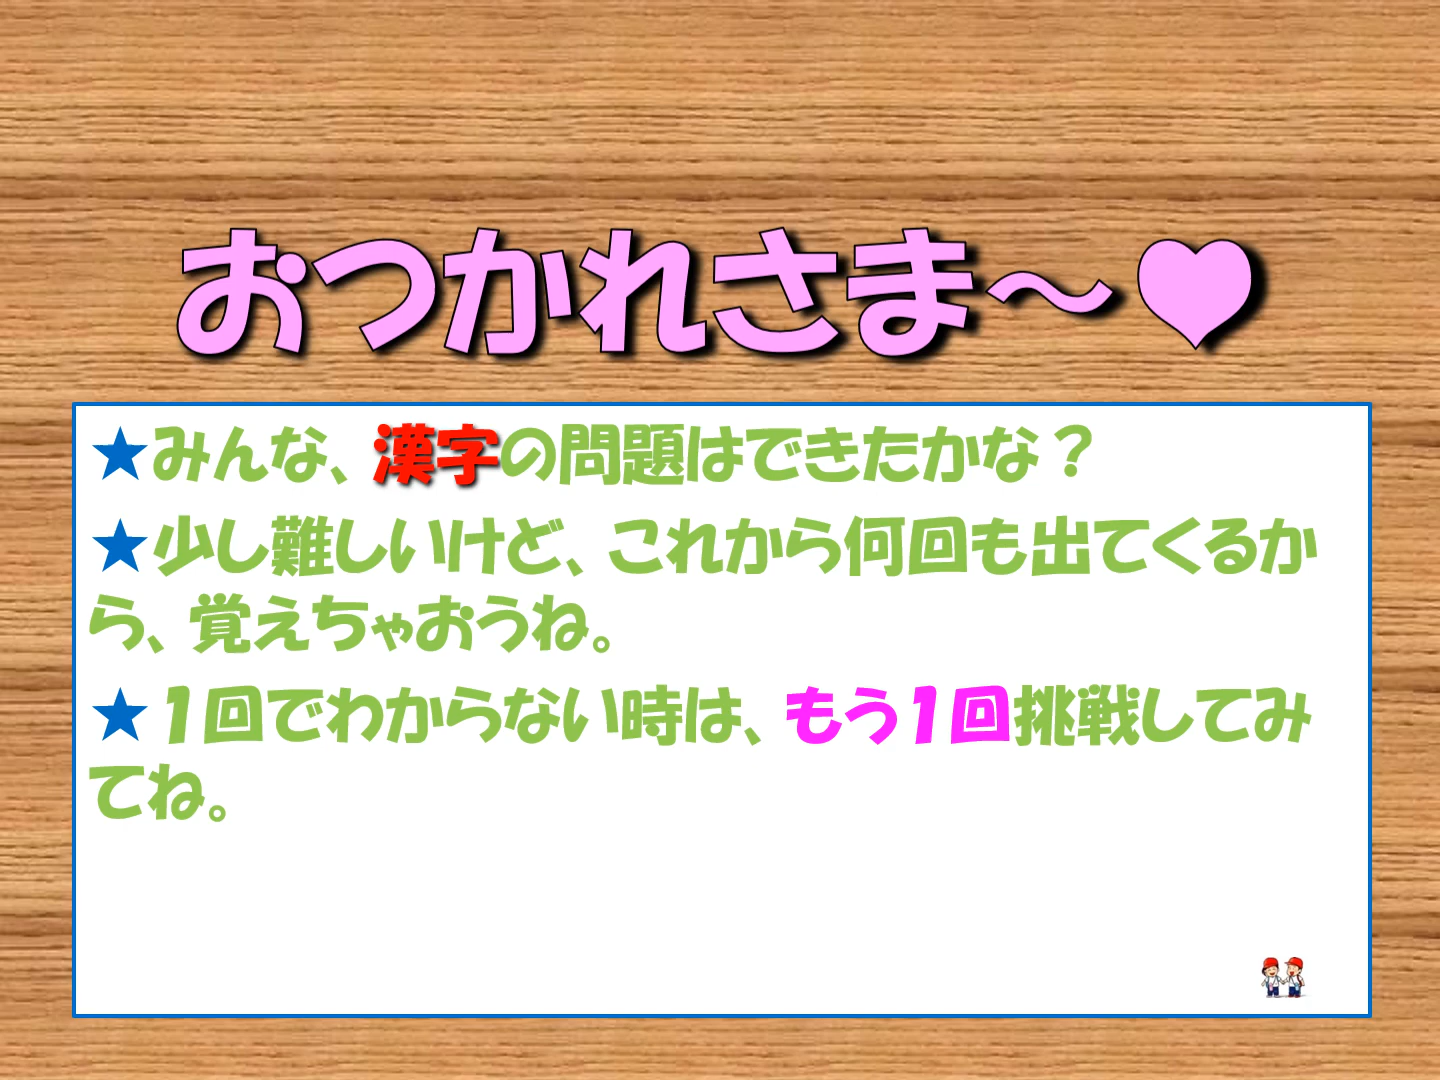 おつかれさま～♥
★みんな、漢字の問題はできたかな？
★少し難しいけど、これから何回も出てくるか
ら、覚えちゃおうね。
★１回でわからない時は、もう１回挑戦してみ
てね。